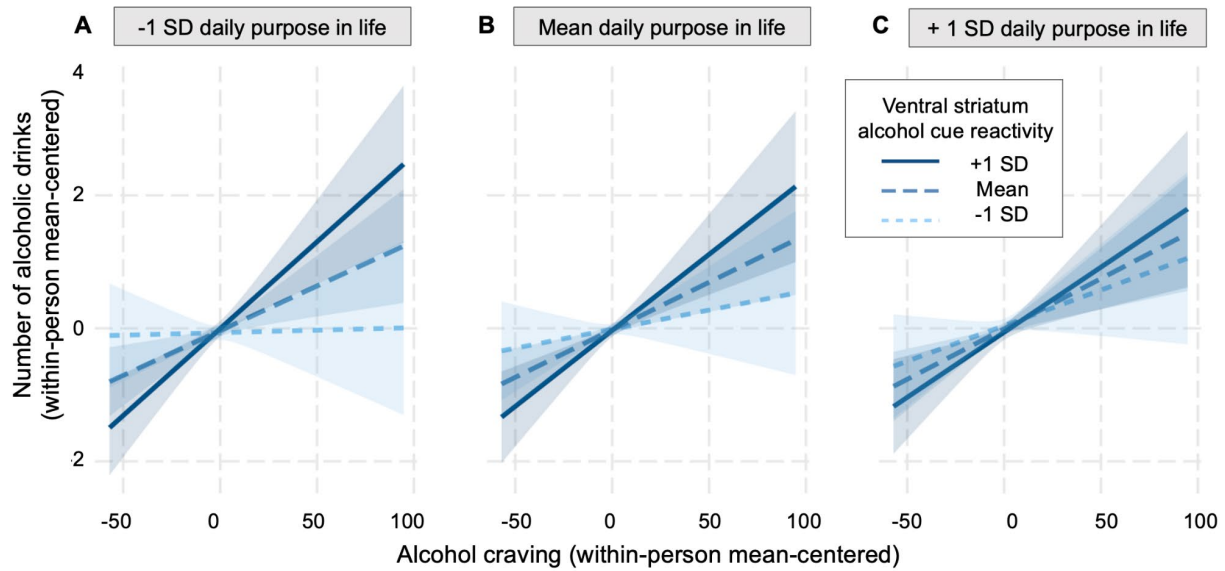 A
-1 SD daily purpose in life
B
Mean daily purpose in life
C
+ 1 SD daily purpose in life
Number of alcoholic drinks
(within-person mean-centered)
4
2
0
-2
Ventral striatum
alcohol cue reactivity
+1 SD
Mean
-1 SD
-50 0 50 100
-50 0 50 100
-50 0 50 100
Alcohol craving (within-person mean-centered)